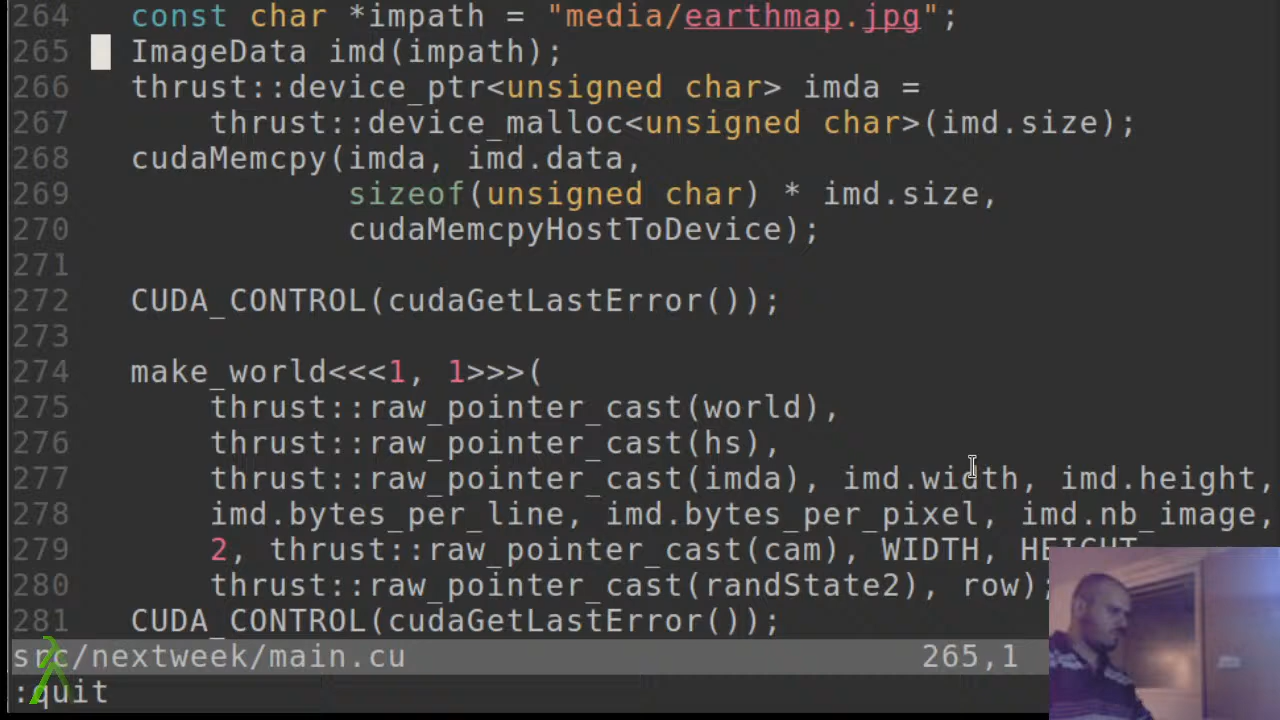 264   const char *impath = "media/earthmap.jpg";
265   ImageData imd(impath);
266   thrust::device_ptr<unsigned char> imda =
267       thrust::device_malloc<unsigned char>(imd.size);
268   cudaMemcpy(imda, imd.data,
269              sizeof(unsigned char) * imd.size,
270              cudaMemcpyHostToDevice);
271
272   CUDA_CONTROL(cudaGetLastError());
273
274   make_world<<<1, 1>>>(
275       thrust::raw_pointer_cast(world),
276       thrust::raw_pointer_cast(hs),
277       thrust::raw_pointer_cast(imda), imd.width, imd.height,
278       imd.bytes_per_line, imd.bytes_per_pixel, imd.nb_image,
279       2, thrust::raw_pointer_cast(cam), WIDTH, HEIGHT
280       thrust::raw_pointer_cast(randState2), row);
281   CUDA_CONTROL(cudaGetLastError());
src/nextweek/main.cu 265,1
:quit